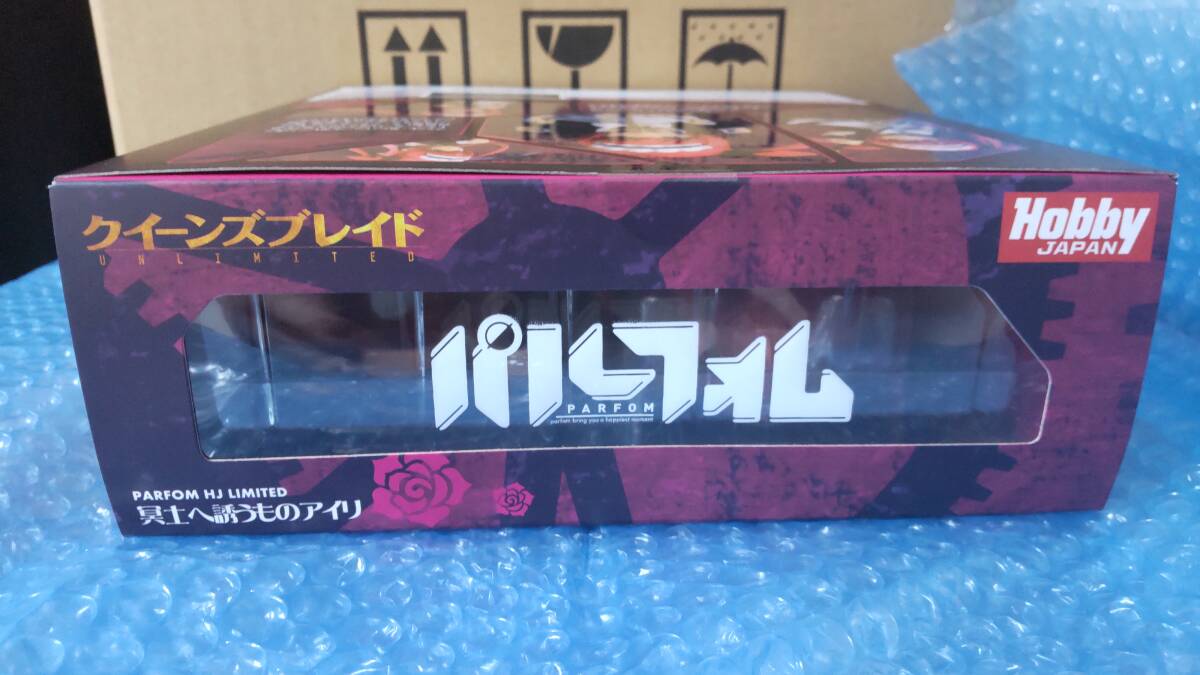 クイーンズブレイド
UNLIMITED
Hobby
JAPAN
パルフォム
PARFOM
parfom bring you a happiest moment
PARFOM HJ LIMITED
冥土へ誘うものアイリ